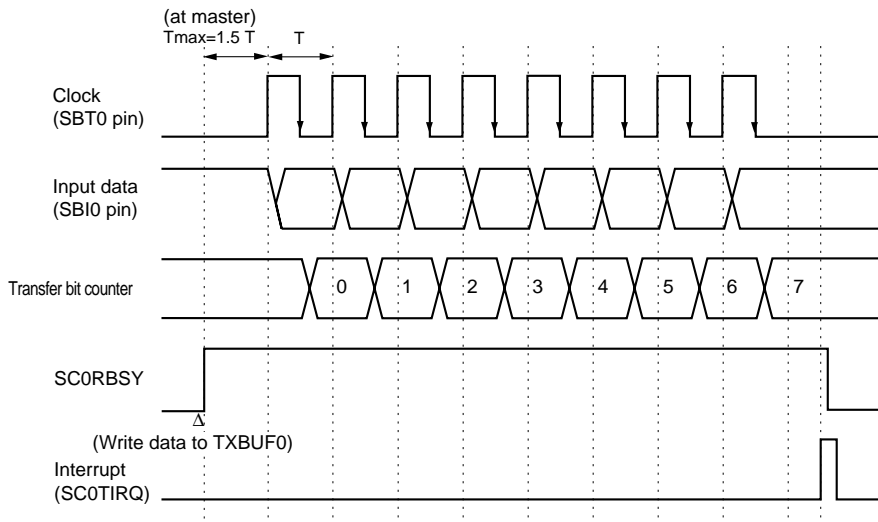 (at master)
Tmax=1.5 T
T
Clock
(SBT0 pin)
Input data
(SBI0 pin)
Transfer bit counter
0 1 2 3 4 5 6 7
SC0RBSY
Δ
(Write data to TXBUF0)
Interrupt
(SC0TIRQ)